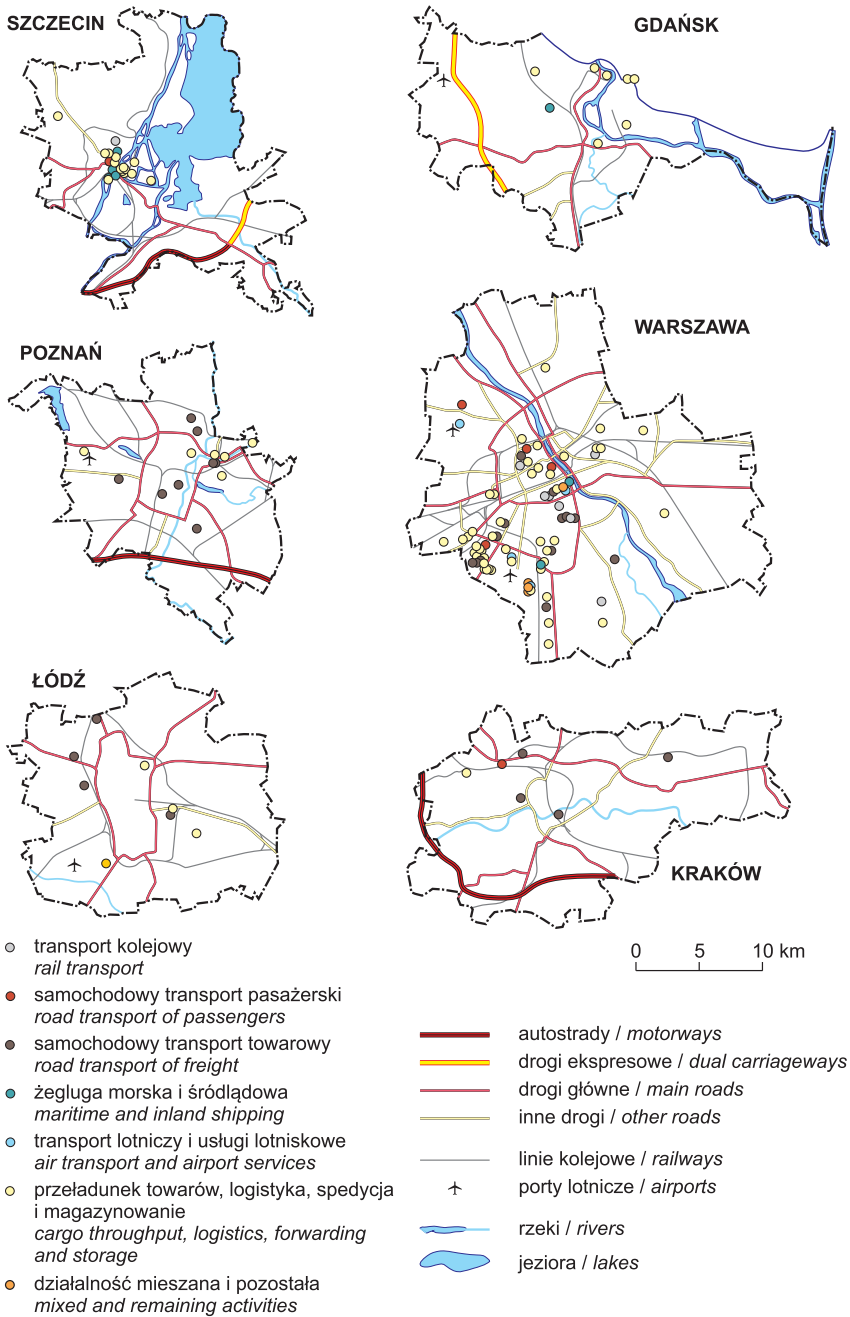 SZCZECIN
GDAŃSK
POZNAŃ
WARSZAWA
ŁÓDŹ
KRAKÓW
transport kolejowy
rail transport
samochodowy transport pasażerski
road transport of passengers
samochodowy transport towarowy
road transport of freight
żegluga morska i śródlądowa
maritime and inland shipping
transport lotniczy i usługi lotniskowe
air transport and airport services
przeładunek towarów, logistyka, spedycja
i magazynowanie
cargo throughput, logistics, forwarding
and storage
działalność mieszana i pozostała
mixed and remaining activities
0 5 10 km
autostrady / motorways
drogi ekspresowe / dual carriageways
drogi główne / main roads
inne drogi / other roads
linie kolejowe / railways
porty lotnicze / airports
rzeki / rivers
jeziora / lakes